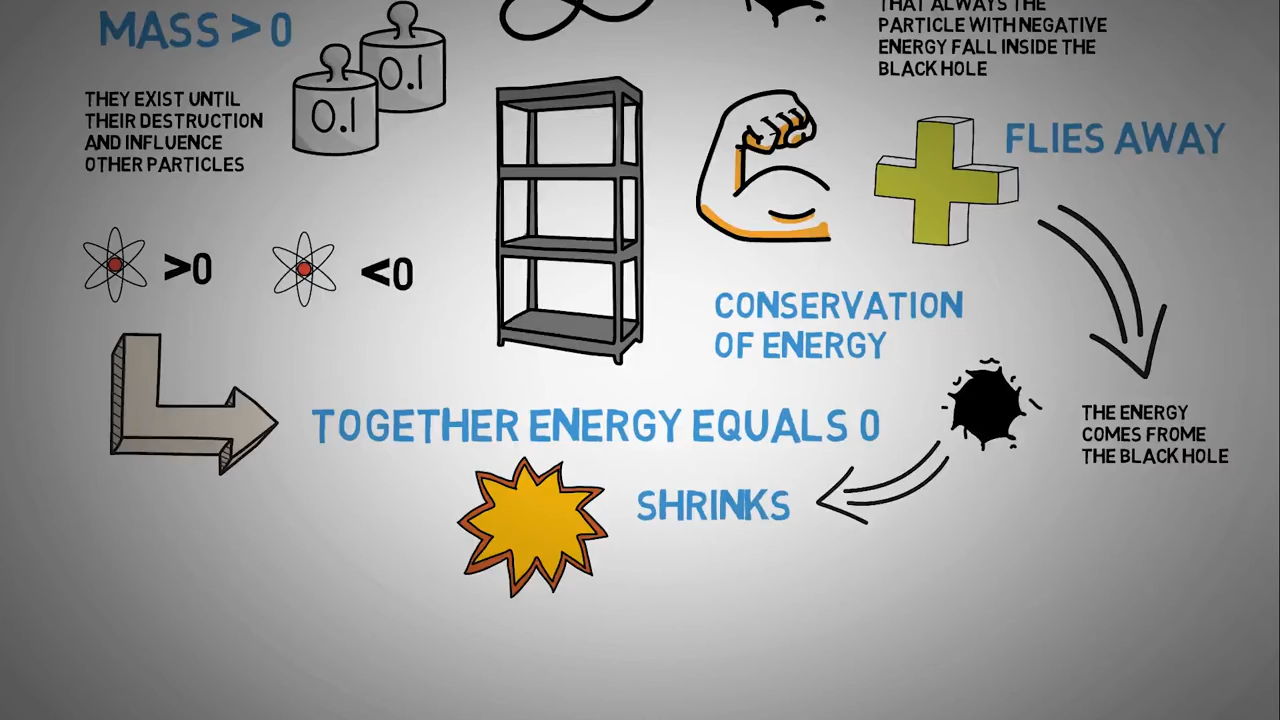 MASS > 0
0.1
0.1
THEY EXIST UNTIL
THEIR DESTRUCTION
AND INFLUENCE
OTHER PARTICLES
>0
<0
TOGETHER ENERGY EQUALS 0
THAT ALWAYS THE
PARTICLE WITH NEGATIVE
ENERGY FALL INSIDE THE
BLACK HOLE
FLIES AWAY
CONSERVATION
OF ENERGY
THE ENERGY
COMES FROME
THE BLACK HOLE
SHRINKS